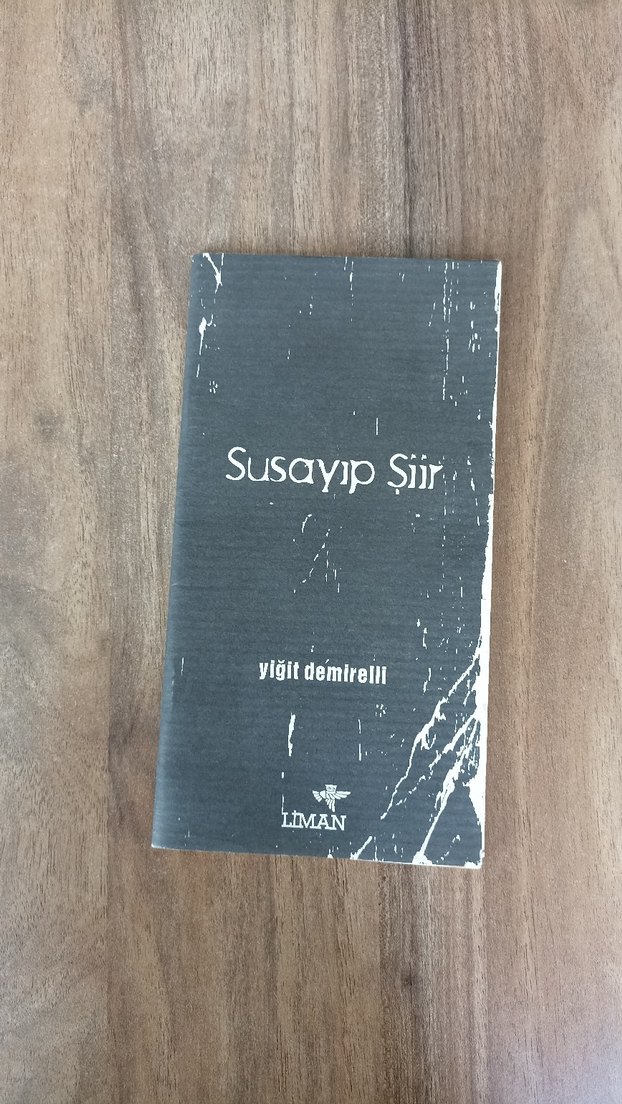 Susayıp Şiir
yiğit demirelli
LİMAN